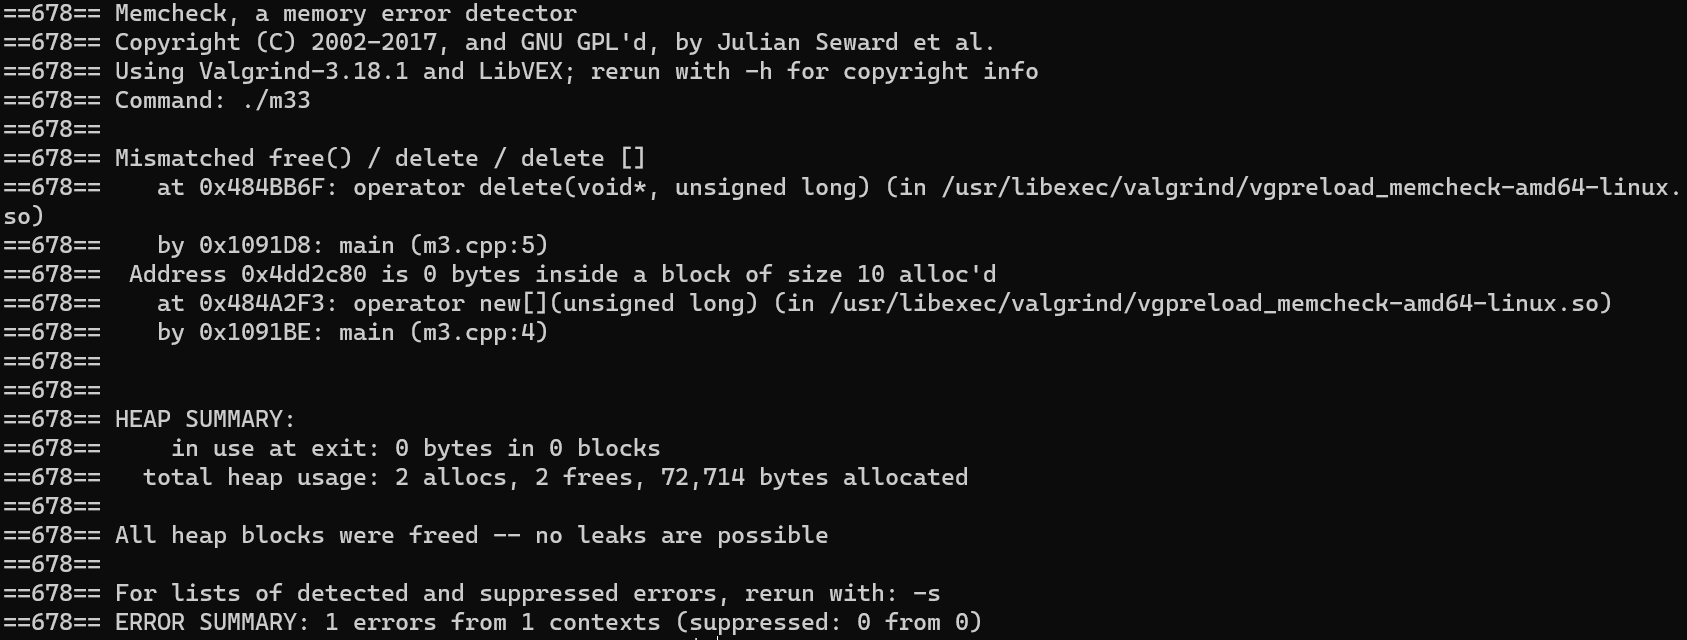 ==678== Memcheck, a memory error detector
==678== Copyright (C) 2002-2017, and GNU GPL'd, by Julian Seward et al.
==678== Using Valgrind-3.18.1 and LibVEX; rerun with -h for copyright info
==678== Command: ./m33
==678==
==678== Mismatched free() / delete / delete []
==678==    at 0x484BB6F: operator delete(void*, unsigned long) (in /usr/libexec/valgrind/vgpreload_memcheck-amd64-linux.
so)
==678==    by 0x1091D8: main (m3.cpp:5)
==678==  Address 0x4dd2c80 is 0 bytes inside a block of size 10 alloc'd
==678==    at 0x484A2F3: operator new[](unsigned long) (in /usr/libexec/valgrind/vgpreload_memcheck-amd64-linux.so)
==678==    by 0x1091BE: main (m3.cpp:4)
==678==
==678==
==678== HEAP SUMMARY:
==678==     in use at exit: 0 bytes in 0 blocks
==678==   total heap usage: 2 allocs, 2 frees, 72,714 bytes allocated
==678==
==678== All heap blocks were freed -- no leaks are possible
==678==
==678== For lists of detected and suppressed errors, rerun with: -s
==678== ERROR SUMMARY: 1 errors from 1 contexts (suppressed: 0 from 0)